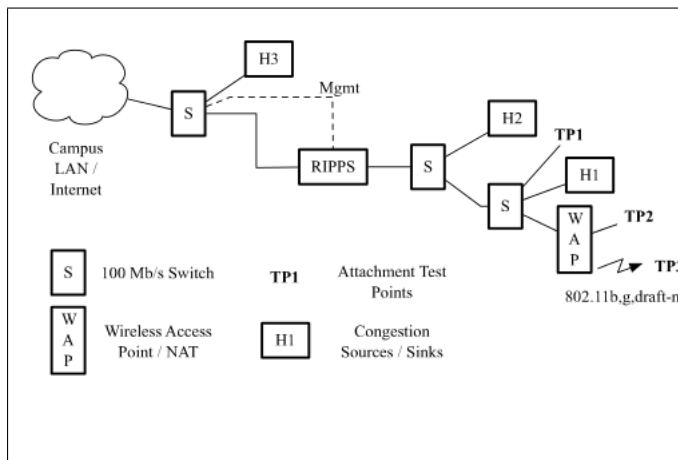 H3
Mgmt
S
Campus
LAN /
Internet
RIPPS
S
H2
TP1
S
H1
W
A
P
TP2
TP3
802.11b,g,draft-n
S
100 Mb/s Switch
TP1
Attachment Test
Points
W
A
P
Wireless Access
Point / NAT
H1
Congestion
Sources / Sinks